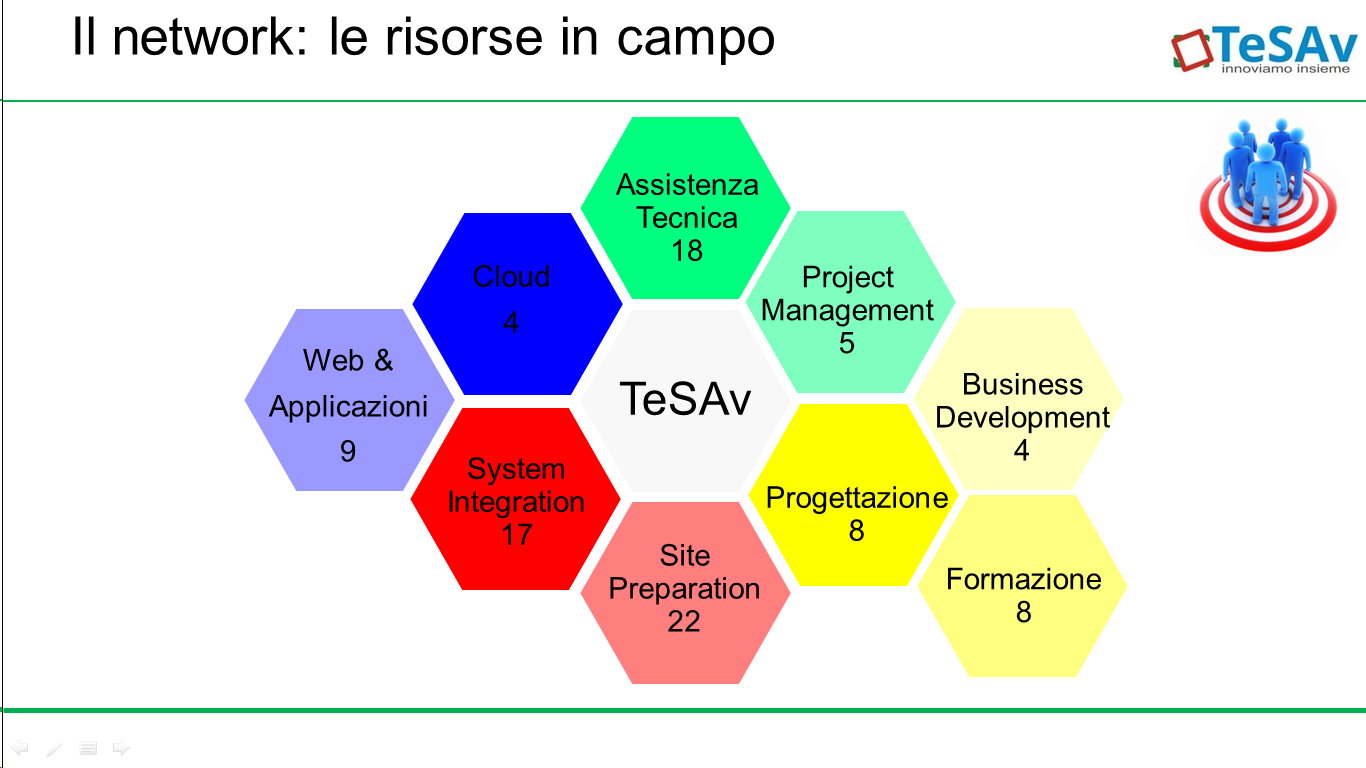 Il network: le risorse in campo
TeSAv
innoviamo insieme
Assistenza
Tecnica
18
Cloud
4
Project
Management
5
Web &
Applicazioni
9
TeSAv
Business
Development
4
System
Integration
17
Progettazione
8
Site
Preparation
22
Formazione
8